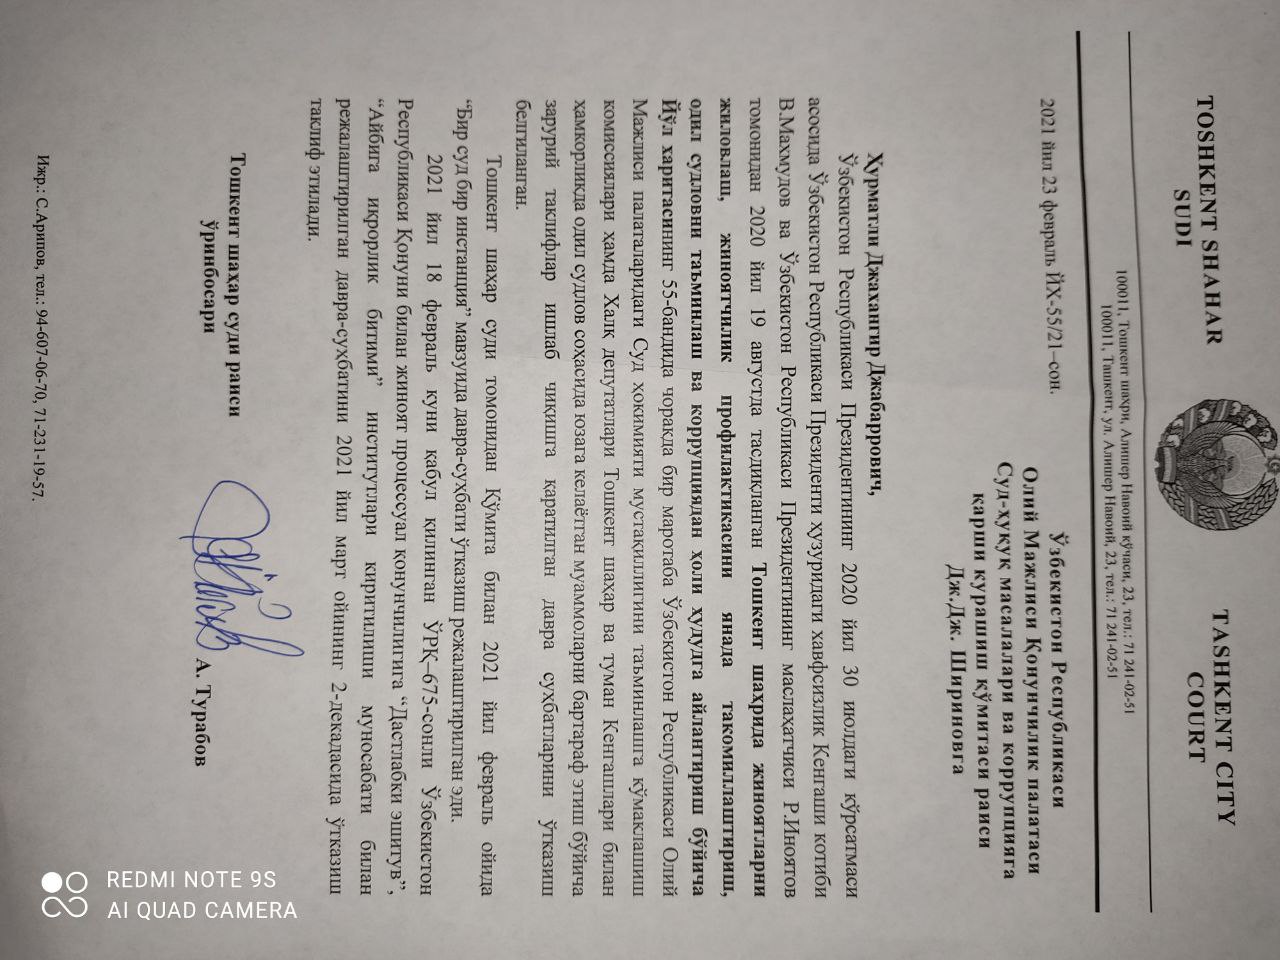 TOSHKENT SHAHAR
SUDI
TASHKENT CITY
COURT
100011, Тошкент шаҳри, Алишер Навоий кўчаси, 23, тел.: 71 241-02-51
100011, Ташкент, ул. Алишер Навоий, 23, тел.: 71 241-02-51
2021 йил 23 февраль ЙХ-55/21–сон.
Ўзбекистон Республикаси
Олий Мажлиси Қонунчилик палатаси
Суд-ҳуқуқ масалалари ва коррупцияга
қарши курашиш қўмитаси раиси
Дж.Дж. Шириновга
Ҳурматли Джахангир Джабаррович,
Ўзбекистон Республикаси Президентининг 2020 йил 30 июлдаги кўрсатмаси
асосида Ўзбекистон Республикаси Президенти ҳузуридаги хавфсизлик Кенгаши котиби
В.Махмудов ва Ўзбекистон Республикаси Президентининг маслаҳатчиси Р.Иноятов
томонидан 2020 йил 19 августда тасдиқланган Тошкент шаҳрида жиноятларни
жиловлаш, жиноятчилик профилактикасини янада такомиллаштириш,
одил судловни таъминлаш ва коррупциядан ҳоли ҳудудга айлантириш бўйича
Йўл харитасининг 55-бандида чоракда бир маротаба Ўзбекистон Республикаси Олий
Мажлиси палаталаридаги Суд ҳокимияти мустақиллигини таъминлашга кўмаклашиш
комиссиялари ҳамда Халқ депутатлари Тошкент шаҳар ва туман Кенгашлари билан
ҳамкорликда одил судлов соҳасида юзага келаётган муаммоларни бартараф этиш бўйича
зарурий таклифлар ишлаб чиқишга қаратилган давра суҳбатларини ўтказиш
белгиланган.
Тошкент шаҳар суди томонидан Қўмита билан 2021 йил февраль ойида
“Бир суд бир инстанция” мавзуида давра-суҳбати ўтказиш режалаштирилган эди.
2021 йил 18 февраль куни қабул қилинган ЎРҚ–675-сонли Ўзбекистон
Республикаси Қонуни билан жиноят процессуал қонунчилигига “Дастлабки эшитув”,
“Айбига иқрорлик битими” институтлари киритилиши муносабати билан
режалаштирилган давра-суҳбатини 2021 йил март ойининг 2-декадасида ўтказиш
таклиф этилади.
Тошкент шаҳар суди раиси
ўринбосари
А. Турабов
Ижр.: С.Арипов, тел.: 94-607-06-70, 71-231-19-57.
REDMI NOTE 9S
AI QUAD CAMERA